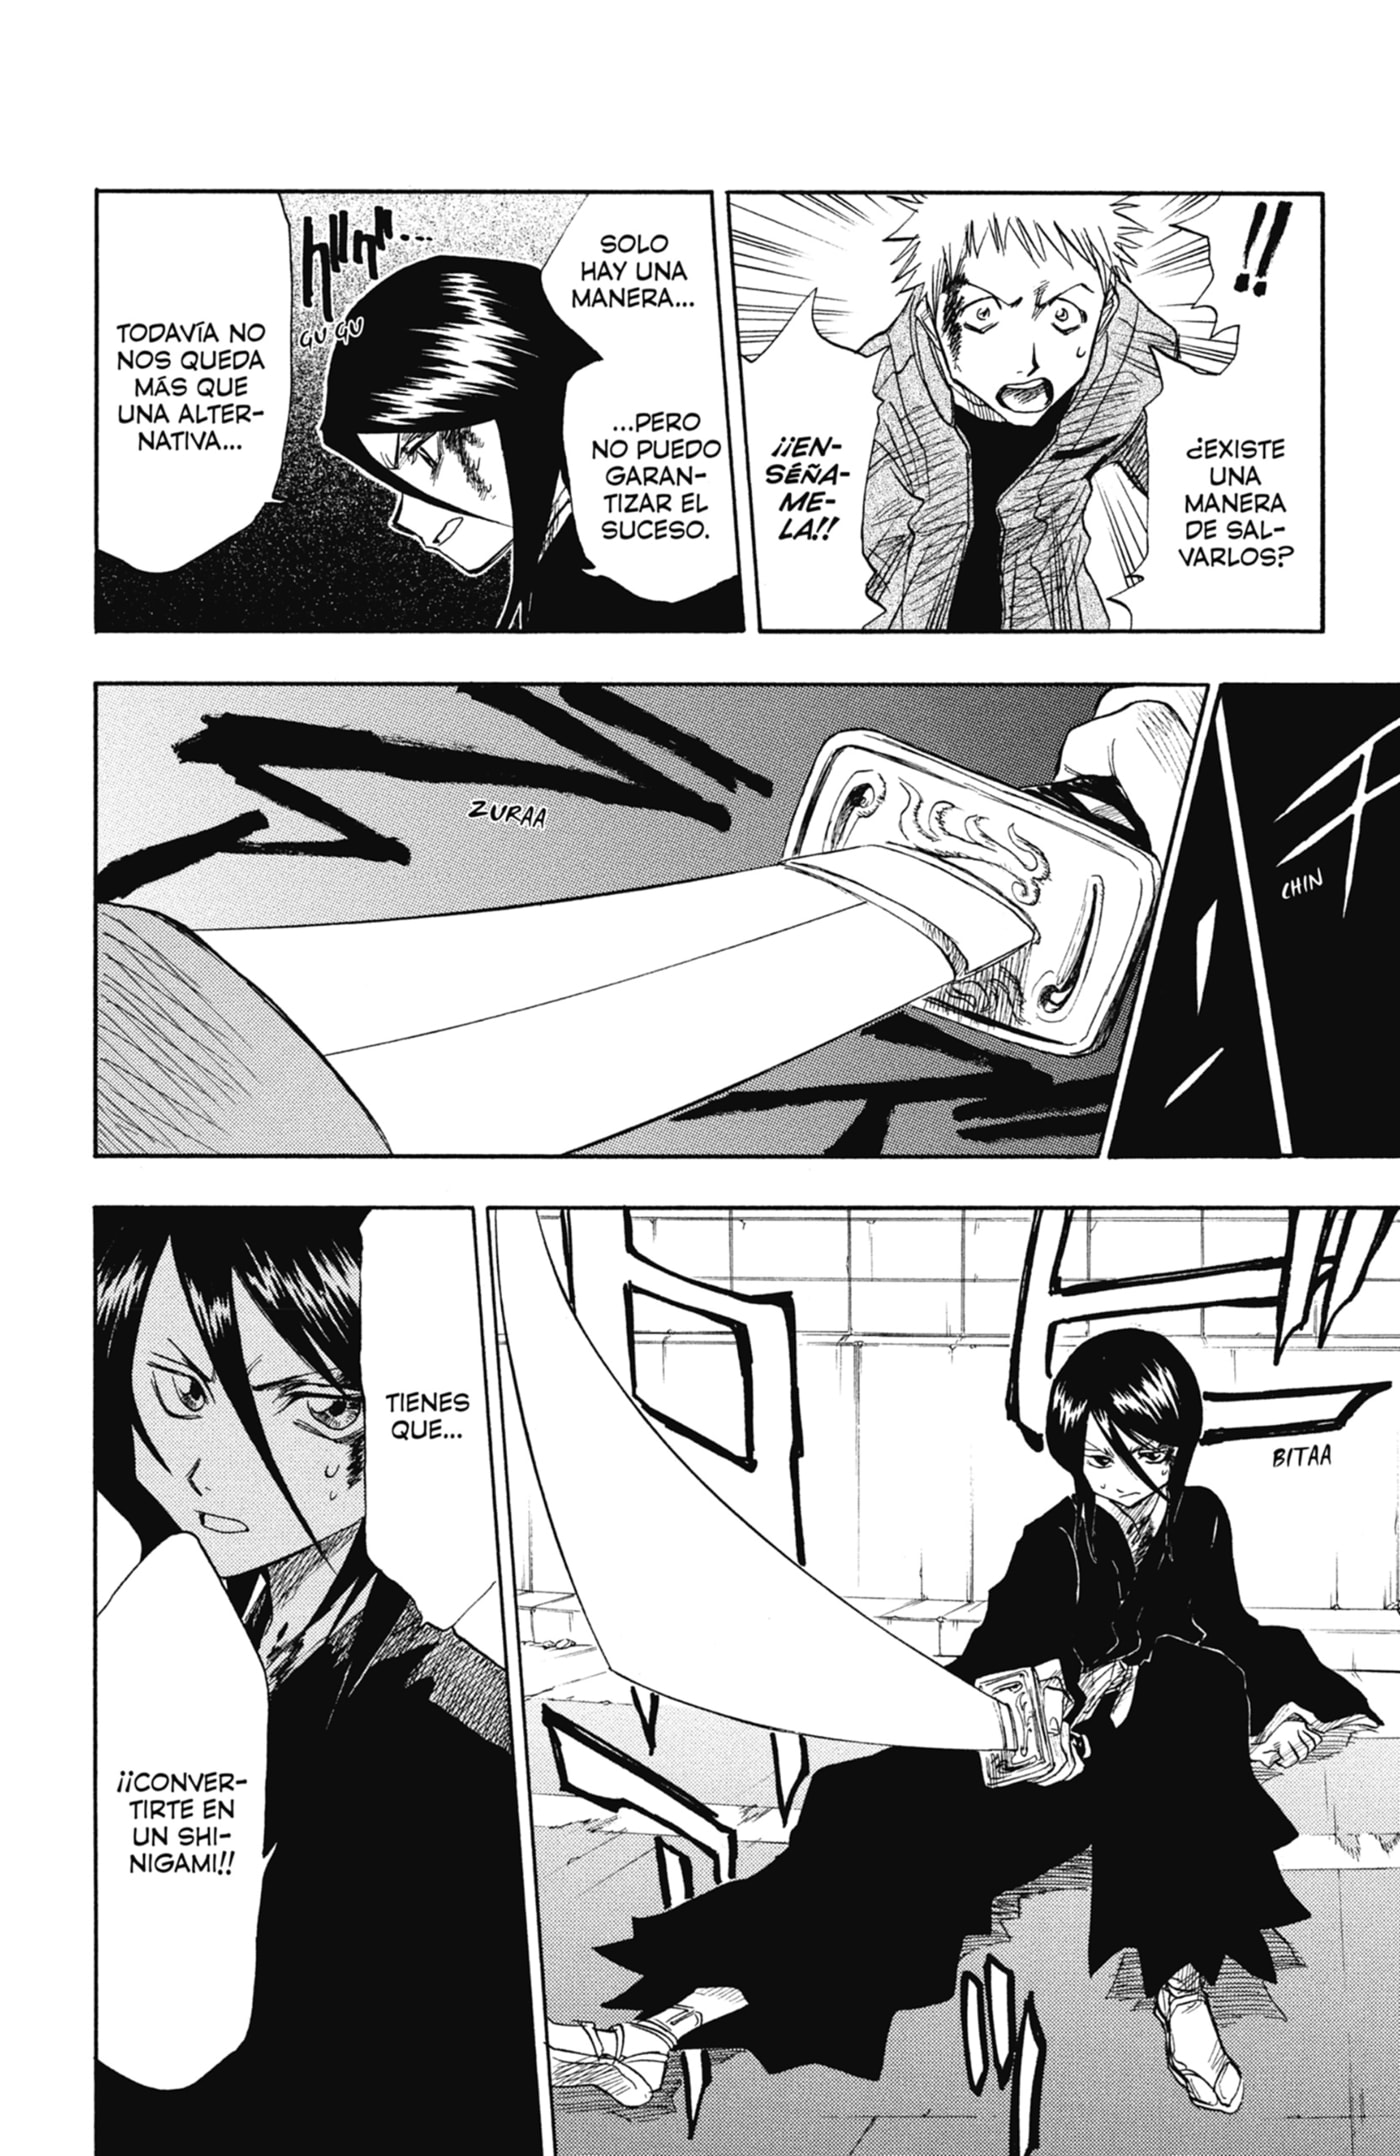 !!
¿EXISTE
UNA
MANERA
DE SAL-
VARLOS?
¡¡EN-
SÉÑA-
ME-
LA!!
SOLO
HAY UNA
MANERA...
...PERO
NO PUEDO
GARAN-
TIZAR EL
SUCESO.
GU GU
TODAVÍA NO
NOS QUEDA
MÁS QUE
UNA ALTER-
NATIVA...
CHIN
ZURAA
BITAA
TIENES
QUE...
¡¡CONVER-
TIRTE EN
UN SHI-
NIGAMI!!